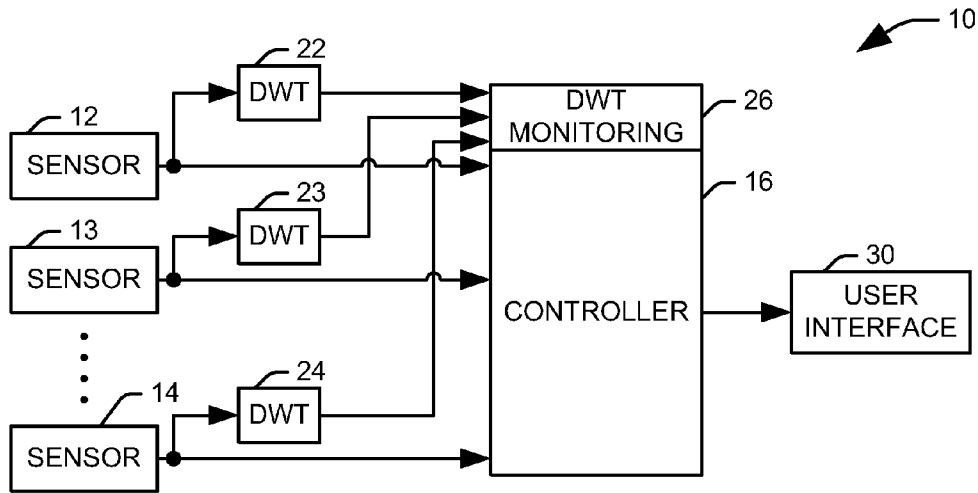 10
22
DWT
12
SENSOR
DWT
MONITORING
26
23
DWT
16
13
SENSOR
CONTROLLER
30
USER
INTERFACE
24
DWT
14
SENSOR